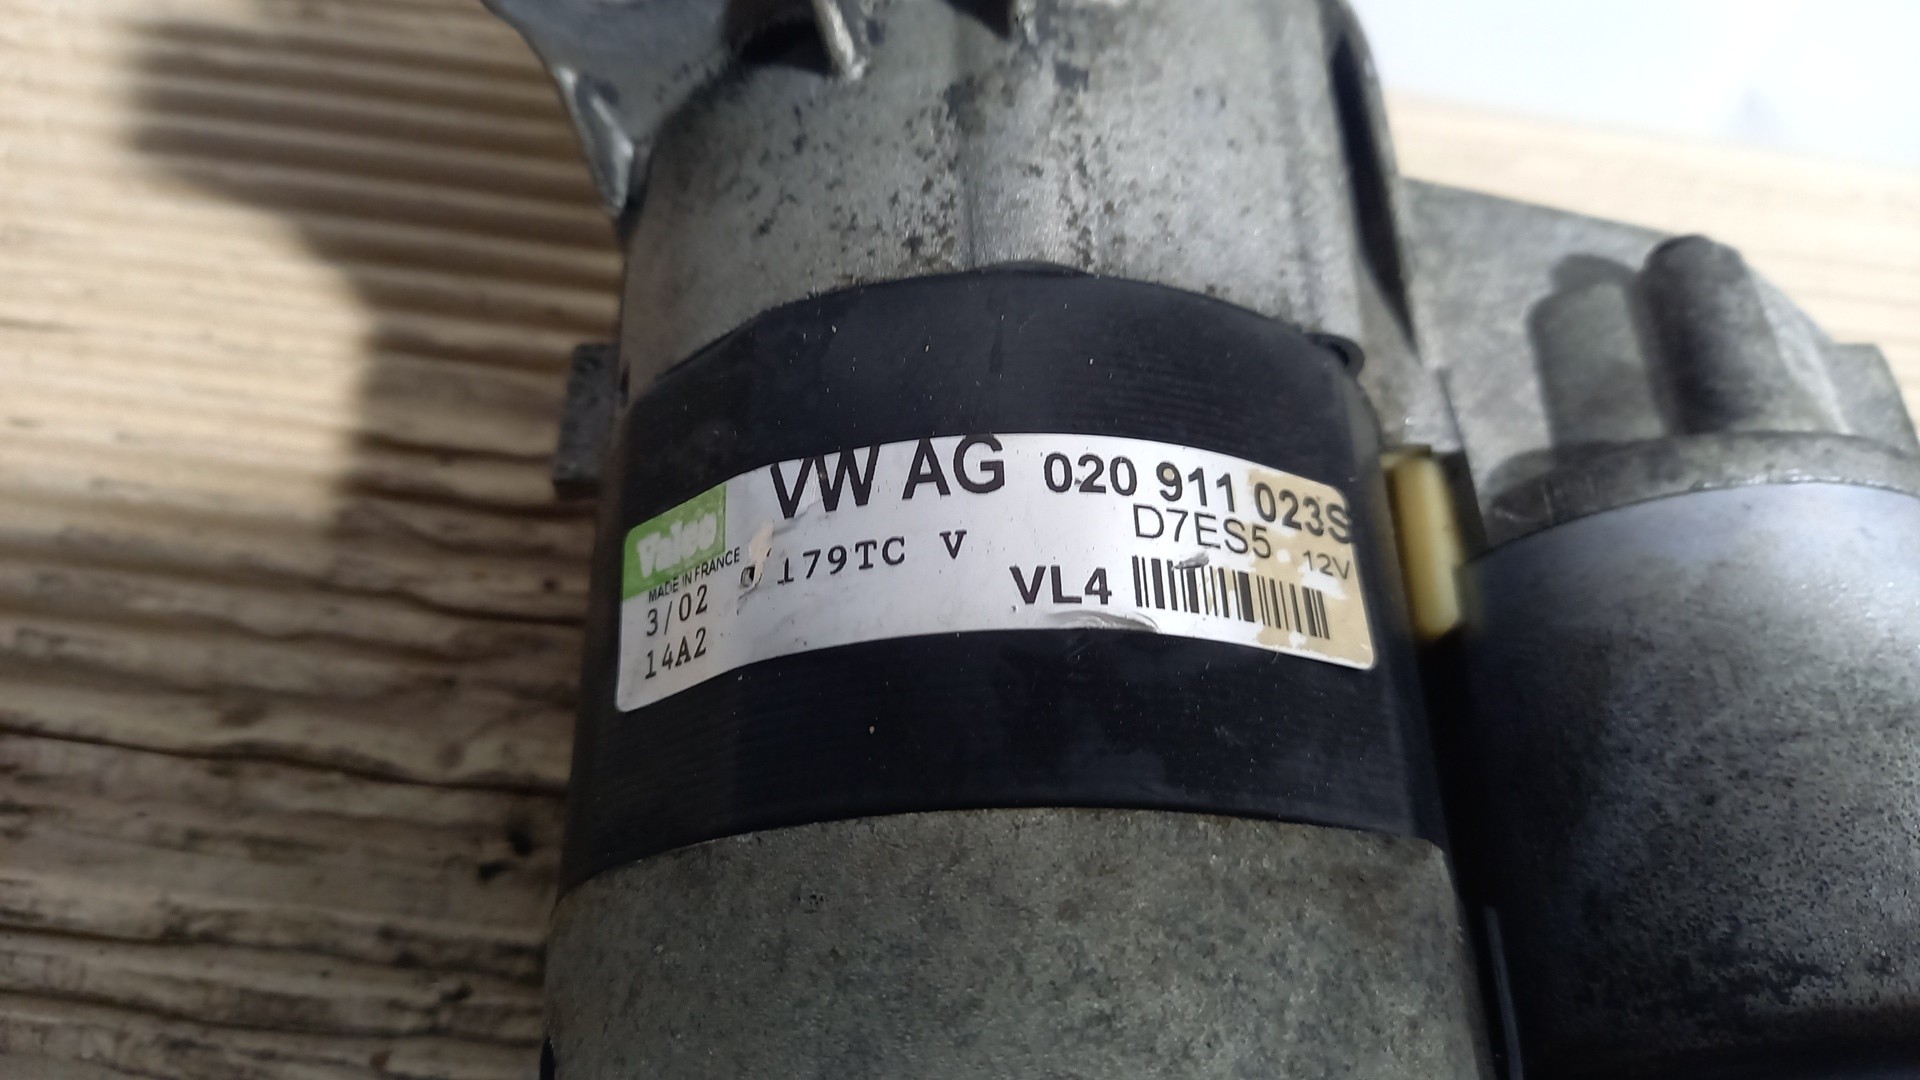 VW AG 020 911 023S
Valeo D7ES5 12V
MADE IN FRANCE 179TC V
3/02 VL4
14A2